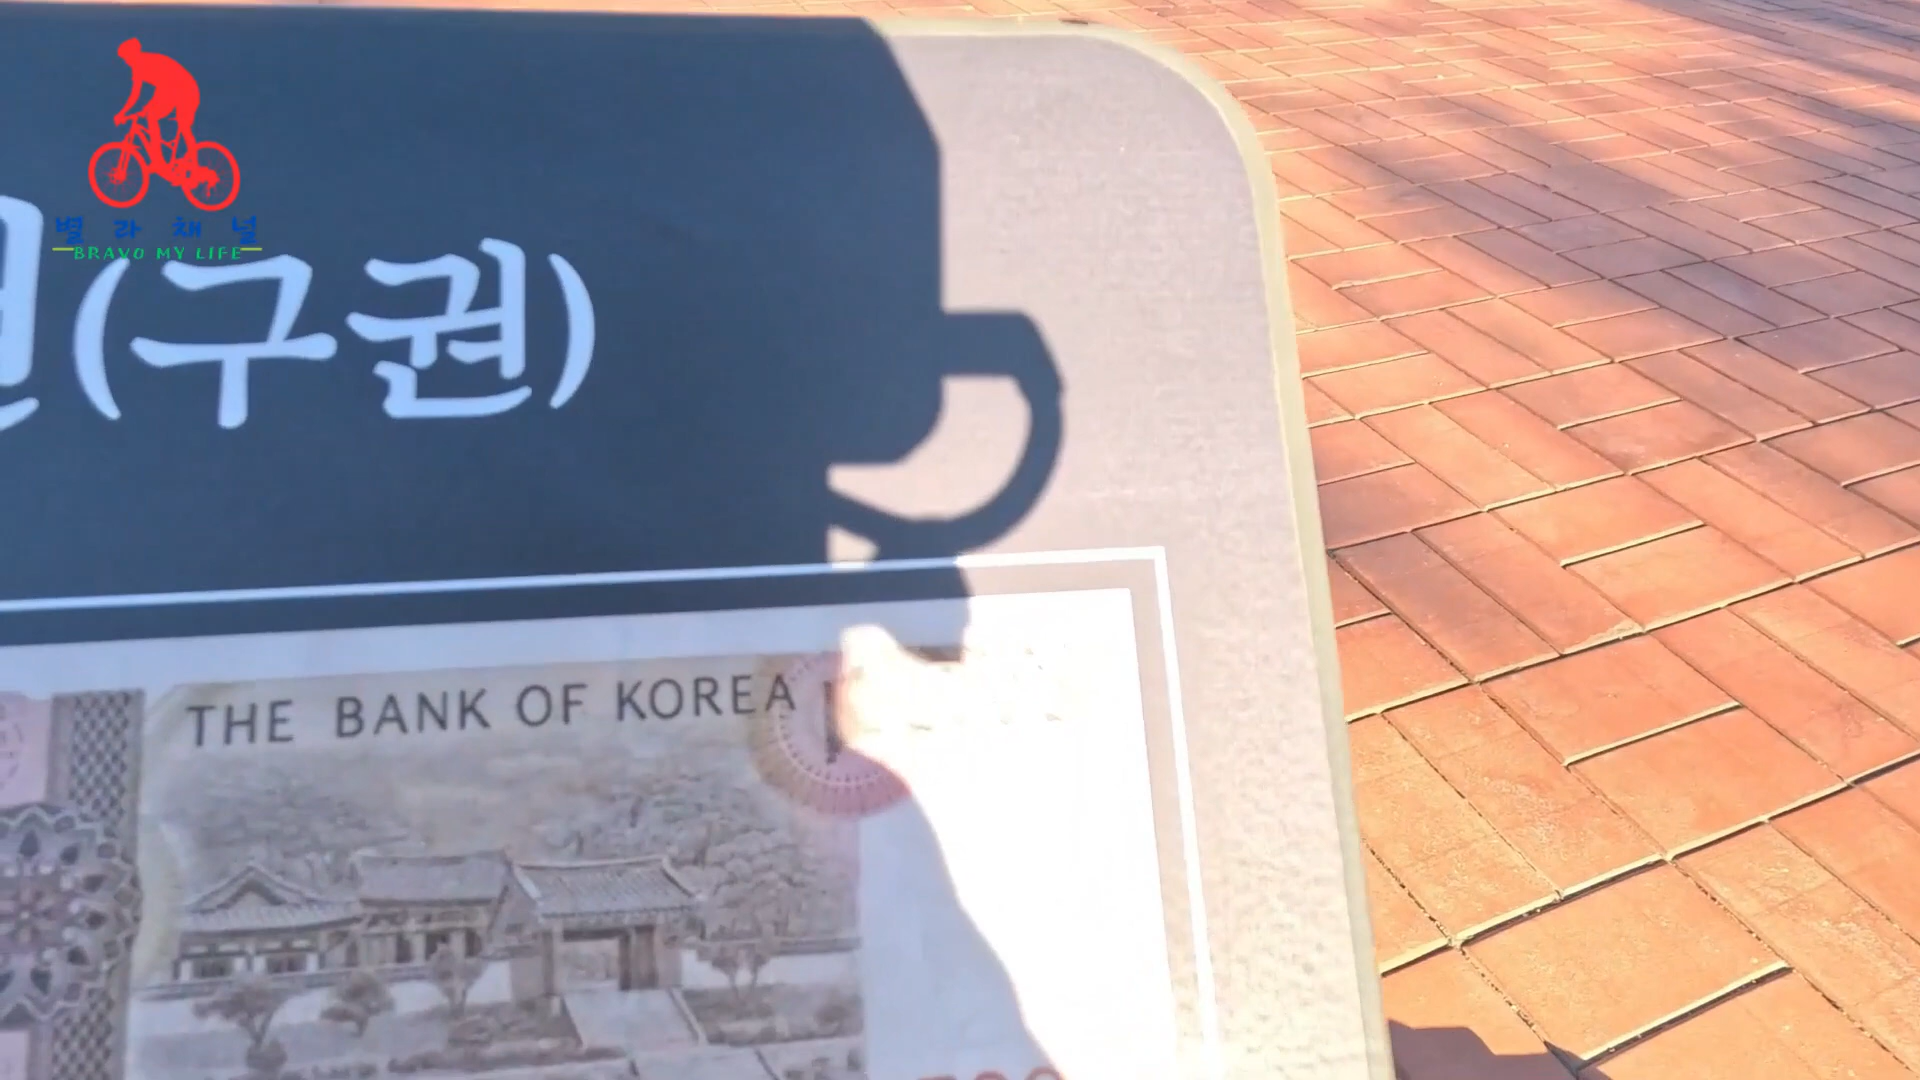 별라채널
BRAVO MY LIFE
(구권)
THE BANK OF KOREA